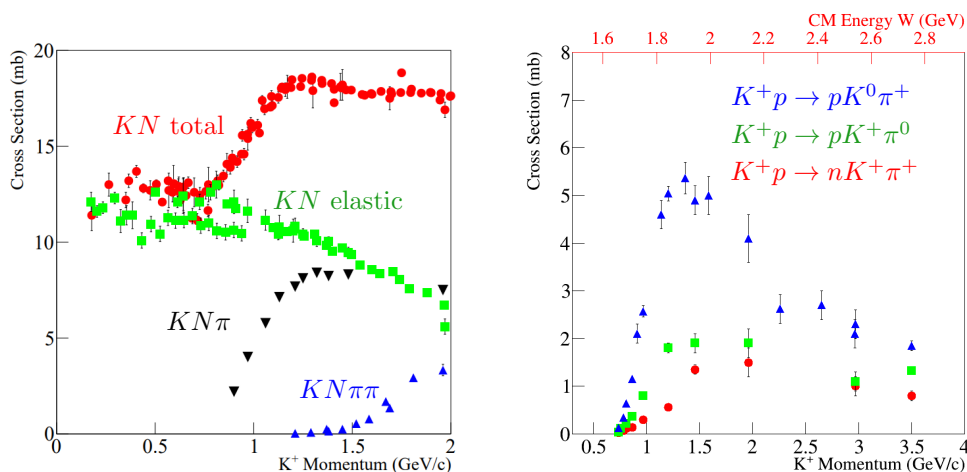 Cross Section (mb)
20
15
10
5
0
0
0.5
1
1.5
2
K⁺ Momentum (GeV/c)
KN total
KN elastic
KNπ
KNππ
CM Energy W (GeV)
1.6
1.8
2
2.2
2.4
2.6
2.8
Cross Section (mb)
8
7
6
5
4
3
2
1
0
0
0.5
1
1.5
2
2.5
3
3.5
4
K⁺ Momentum (GeV/c)
K⁺p → pK⁰π⁺
K⁺p → pK⁺π⁰
K⁺p → nK⁺π⁺